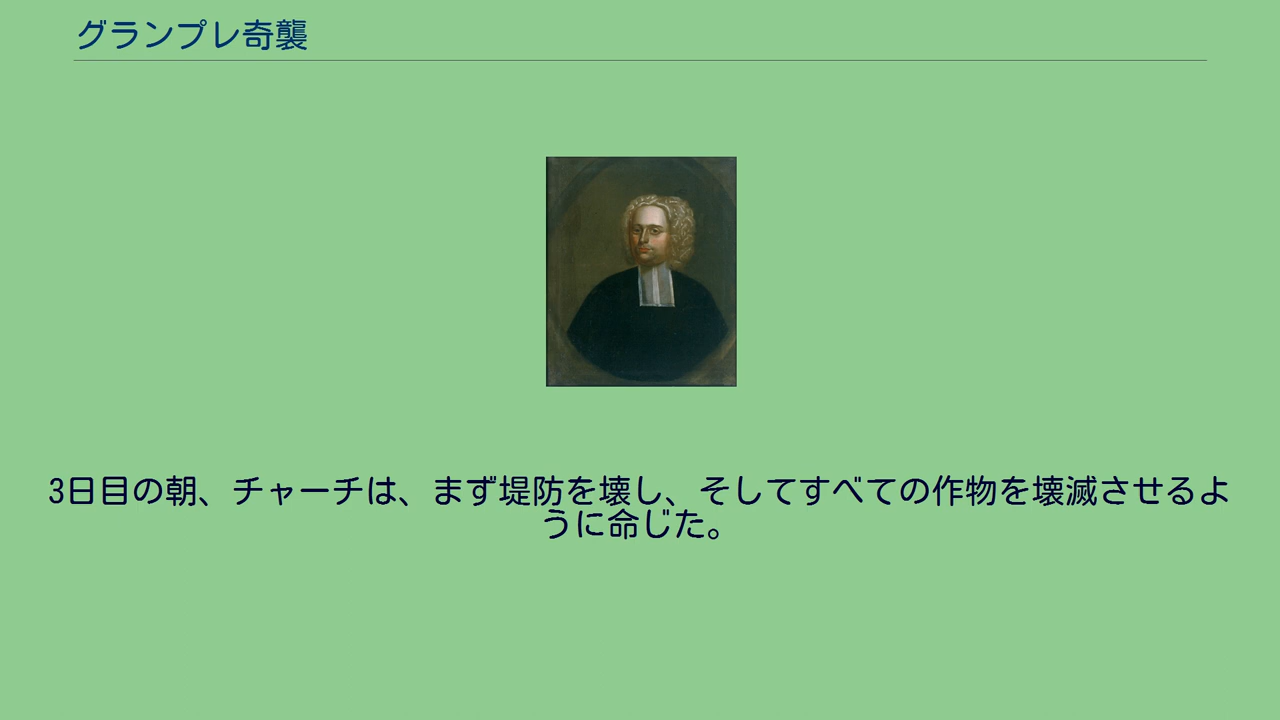 グランプレ奇襲
3日目の朝、チャーチは、まず堤防を壊し、そしてすべての作物を壊滅させるよ
うに命じた。